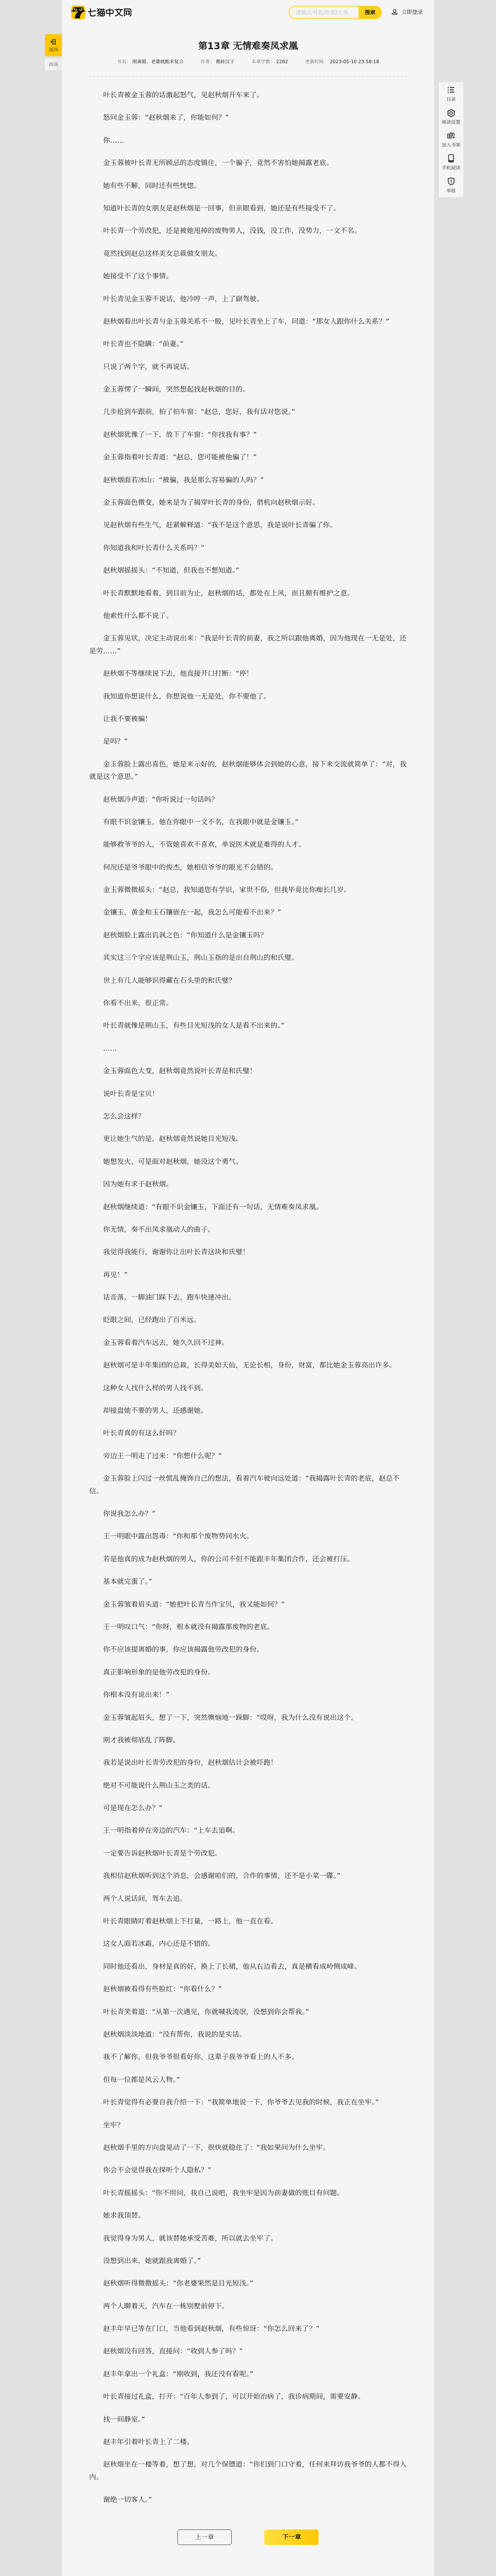 七猫中文网
请输入书名/作者/主角
搜索
立即登录
返回
西语
目录
阅读设置
加入书架
手机阅读
举报
第13章 无情难奏凤求凰
书名： 刚离婚，老婆就跪求复合 作者： 燕岭汉子 本章字数： 2282 更新时间： 2023-05-10 23:58:18
叶长青被金玉蓉的话激起怒气，见赵秋烟开车来了。
怒问金玉蓉：“赵秋烟来了，你能如何？”
你……
金玉蓉被叶长青无所顾忌的态度镇住，一个骗子，竟然不害怕她揭露老底。
她有些不解，同时还有些恍惚。
知道叶长青的女朋友是赵秋烟是一回事，但亲眼看到，她还是有些接受不了。
叶长青一个劳改犯，还是被她甩掉的废物男人，没钱，没工作，没势力，一文不名。
竟然找到赵总这样美女总裁做女朋友。
她接受不了这个事情。
叶长青见金玉蓉不说话，他冷哼一声，上了副驾驶。
赵秋烟看出叶长青与金玉蓉关系不一般，见叶长青坐上了车，问道：“那女人跟你什么关系？”
叶长青也不隐瞒：“前妻。”
只说了两个字，就不再说话。
金玉蓉愣了一瞬间，突然想起找赵秋烟的目的。
几步抢到车跟前，拍了拍车窗：“赵总，您好，我有话对您说。”
赵秋烟犹豫了一下，放下了车窗：“你找我有事？”
金玉蓉指着叶长青道：“赵总，您可能被他骗了！”
赵秋烟面若冰山：“被骗，我是那么容易骗的人吗？”
金玉蓉面色微变，她来是为了揭穿叶长青的身份，借机向赵秋烟示好。
见赵秋烟有些生气，赶紧解释道：“我不是这个意思，我是说叶长青骗了你。
你知道我和叶长青什么关系吗？”
赵秋烟摇摇头：“不知道，但我也不想知道。”
叶长青默默地看着，到目前为止，赵秋烟的话，都处在上风，而且颇有维护之意。
他索性什么都不说了。
金玉蓉见状，决定主动说出来：“我是叶长青的前妻，我之所以跟他离婚，因为他现在一无是处，还
是劳……”
赵秋烟不等继续说下去，他直接开口打断：“停！
我知道你想说什么，你想说他一无是处，你不要他了。
让我不要被骗！
是吗？”
金玉蓉脸上露出喜色，她是来示好的，赵秋烟能够体会到她的心意，接下来交流就简单了：“对，我
就是这个意思。”
赵秋烟冷声道：“你听说过一句话吗？
有眼不识金镶玉，他在你眼中一文不名，在我眼中就是金镶玉。”
能够救爷爷的人，不管她喜欢不喜欢，单说医术就是难得的人才。
何况还是爷爷眼中的俊杰，她相信爷爷的眼光不会错的。
金玉蓉微微摇头：“赵总，我知道您有学识，家世不俗，但我毕竟比你痴长几岁。
金镶玉，黄金和玉石镶嵌在一起，我怎么可能看不出来？”
赵秋烟脸上露出讥讽之色：“你知道什么是金镶玉吗？
其实这三个字应该是荆山玉，荆山玉指的是出自荆山的和氏璧。
世上有几人能够识得藏在石头里的和氏璧？
你看不出来，很正常。
叶长青就像是荆山玉，有些目光短浅的女人是看不出来的。”
……
金玉蓉面色大变，赵秋烟竟然说叶长青是和氏璧！
说叶长青是宝贝！
怎么会这样？
更让她生气的是，赵秋烟竟然说她目光短浅。
她想发火，可是面对赵秋烟，她没这个勇气。
因为她有求于赵秋烟。
赵秋烟继续道：“有眼不识金镶玉，下面还有一句话，无情难奏凤求凰。
你无情，奏不出凤求凰动人的曲子。
我觉得我能行，谢谢你让出叶长青这块和氏璧！
再见！”
话音落，一脚油门踩下去，跑车快速冲出。
眨眼之间，已经跑出了百米远。
金玉蓉看着汽车远去，她久久回不过神。
赵秋烟可是丰年集团的总裁，长得美如天仙，无论长相，身份，财富，都比她金玉蓉高出许多。
这种女人找什么样的男人找不到。
却接盘她不要的男人，还感谢她。
叶长青真的有这么好吗？
旁边王一明走了过来：“你想什么呢？”
金玉蓉脸上闪过一丝慌乱掩饰自己的想法，看着汽车驶向远处道：“我揭露叶长青的老底，赵总不
信。
你说我怎么办？”
王一明眼中露出怨毒：“你和那个废物势同水火。
若是他真的成为赵秋烟的男人，你的公司不但不能跟丰年集团合作，还会被打压。
基本就完蛋了。”
金玉蓉皱着眉头道：“她把叶长青当作宝贝，我又能如何？”
王一明叹口气：“你呀，根本就没有揭露那废物的老底。
你不应该提离婚的事，你应该揭露他劳改犯的身份。
真正影响形象的是他劳改犯的身份。
你根本没有说出来！”
金玉蓉皱起眉头，想了一下，突然懊恼地一跺脚：“哎呀，我为什么没有说出这个。
刚才我被彻底乱了阵脚。
我若是说出叶长青劳改犯的身份，赵秋烟估计会被吓跑！
绝对不可能说什么荆山玉之类的话。
可是现在怎么办？”
王一明指着停在旁边的汽车：“上车去追啊。
一定要告诉赵秋烟叶长青是个劳改犯。
我相信赵秋烟听到这个消息，会感谢咱们的，合作的事情，还不是小菜一碟。”
两个人说话间，驾车去追。
叶长青眼睛盯着赵秋烟上下打量，一路上，他一直在看。
这女人面若冰霜，内心还是不错的。
同时他还看出，身材是真的好，换上了长裙，他从右边看去，真是横看成岭侧成峰。
赵秋烟被看得有些脸红：“你看什么？”
叶长青笑着道：“从第一次遇见，你就喊我流氓，没想到你会帮我。”
赵秋烟淡淡地道：“没有帮你，我说的是实话。
我不了解你，但我爷爷很看好你，这辈子我爷爷看上的人不多。
但每一位都是风云人物。”
叶长青觉得有必要自我介绍一下：“我简单地说一下，你爷爷去见我的时候，我正在坐牢。”
坐牢？
赵秋烟手里的方向盘晃动了一下，很快就稳住了：“我如果问为什么坐牢。
你会不会觉得我在探听个人隐私？”
叶长青摇摇头：“你不用问，我自己说吧，我坐牢是因为前妻做的账目有问题。
她求我顶替。
我觉得身为男人，就该替她承受苦难，所以就去坐牢了。
没想到出来，她就跟我离婚了。”
赵秋烟听得微微摇头：“你老婆果然是目光短浅。”
两个人聊着天，汽车在一栋别墅前停下。
赵丰年早已等在门口，当他看到赵秋烟，有些惊讶：“你怎么回来了？”
赵秋烟没有回答，直接问：“收到人参了吗？”
赵丰年拿出一个礼盒：“刚收到，我还没有看呢。”
叶长青接过礼盒，打开：“百年人参到了，可以开始治病了，我诊病期间，需要安静。
找一间静室。”
赵丰年引着叶长青上了二楼。
赵秋烟坐在一楼等着，想了想，对几个保镖道：“你们到门口守着，任何来拜访我爷爷的人都不得入
内。
谢绝一切客人。”
上一章
下一章